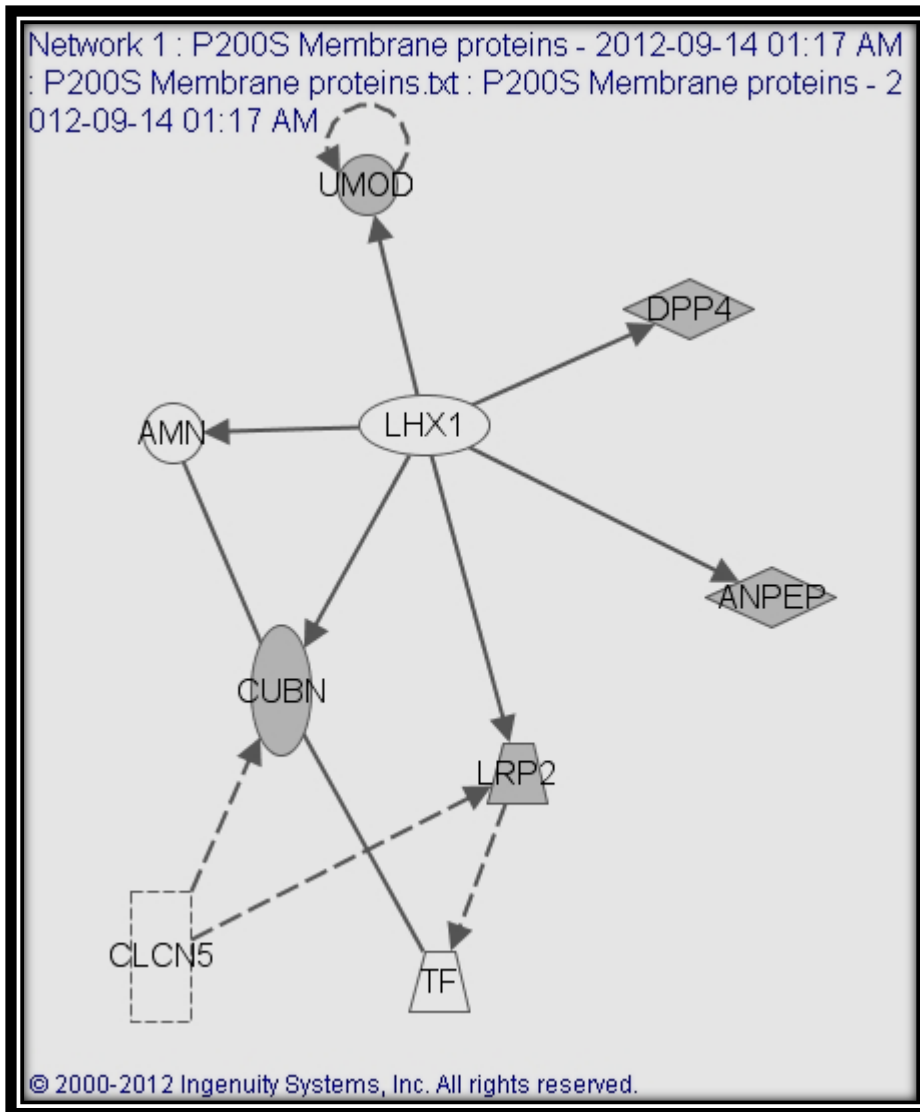 Network 1 : P200S Membrane proteins - 2012-09-14 01:17 AM
: P200S Membrane proteins.txt : P200S Membrane proteins - 2
012-09-14 01:17 AM
UMOD
DPP4
AMN
LHX1
ANPEP
CUBN
LRP2
CLCN5
TF
© 2000-2012 Ingenuity Systems, Inc. All rights reserved.